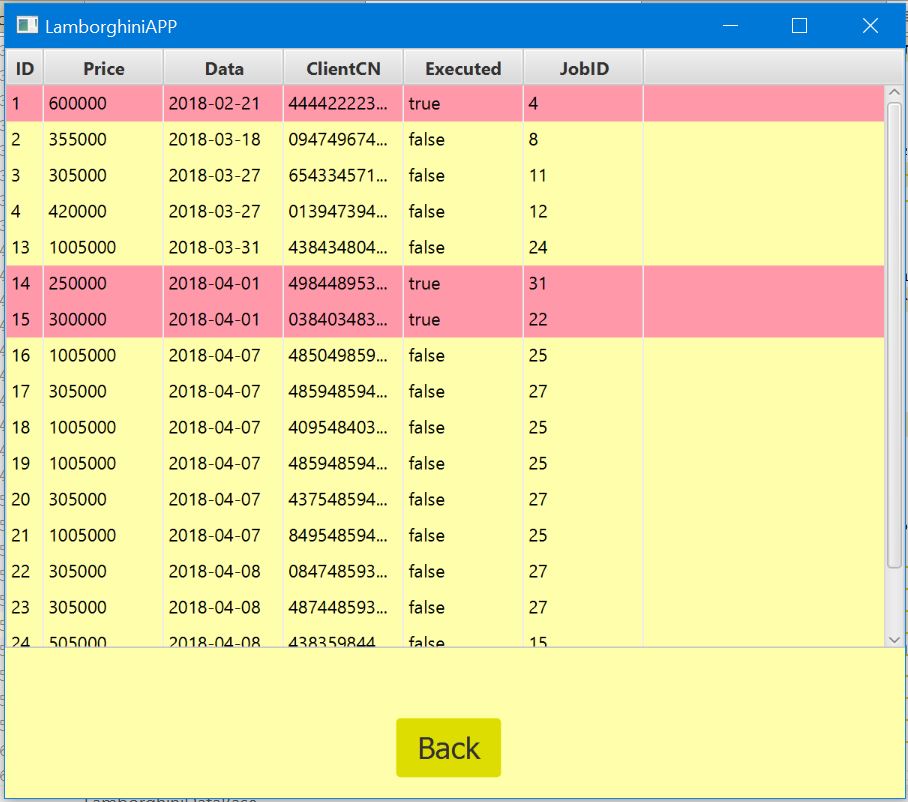 LamborghiniAPP
ID Price Data ClientCN Executed JobID
1 600000 2018-02-21 444422223... true 4
2 355000 2018-03-18 094749674... false 8
3 305000 2018-03-27 654334571... false 11
4 420000 2018-03-27 013947394... false 12
13 1005000 2018-03-31 438434804... false 24
14 250000 2018-04-01 498448953... true 31
15 300000 2018-04-01 038403483... true 22
16 1005000 2018-04-07 485049859... false 25
17 305000 2018-04-07 485948594... false 27
18 1005000 2018-04-07 409548403... false 25
19 1005000 2018-04-07 485948594... false 25
20 305000 2018-04-07 437548594... false 27
21 1005000 2018-04-07 849548594... false 25
22 305000 2018-04-08 084748593... false 27
23 305000 2018-04-08 487448593... false 27
24 505000 2018-04-08 438359844... false 15
Back
LamborghiniDataBase